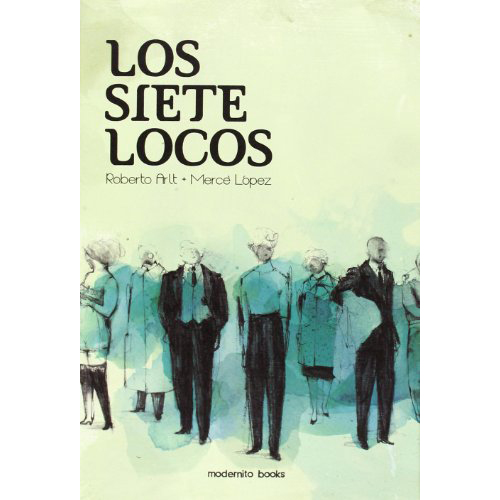 LOS
SIETE
LOCOS
Roberto Arlt + Mercè López
modernito books